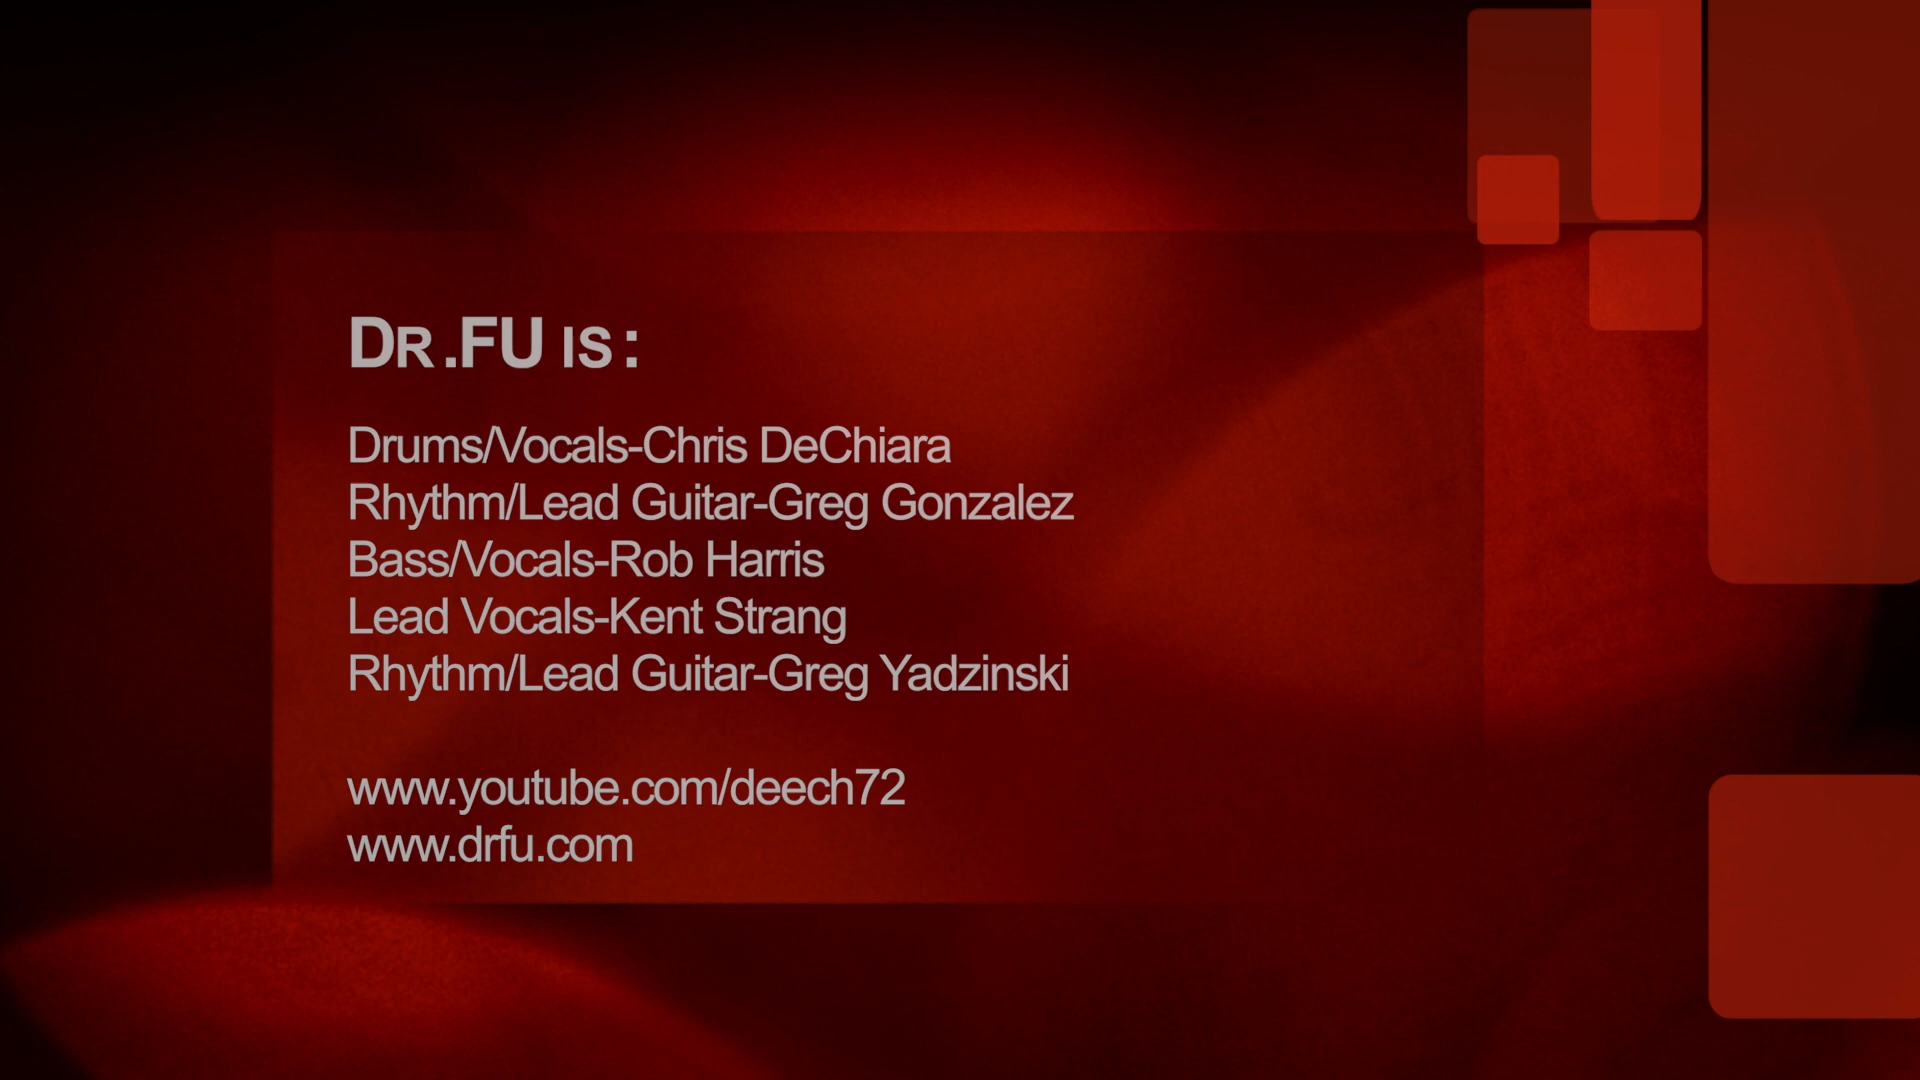 DR.FU IS:
Drums/Vocals-Chris DeChiara
Rhythm/Lead Guitar-Greg Gonzalez
Bass/Vocals-Rob Harris
Lead Vocals-Kent Strang
Rhythm/Lead Guitar-Greg Yadzinski
www.youtube.com/deech72
www.drfu.com